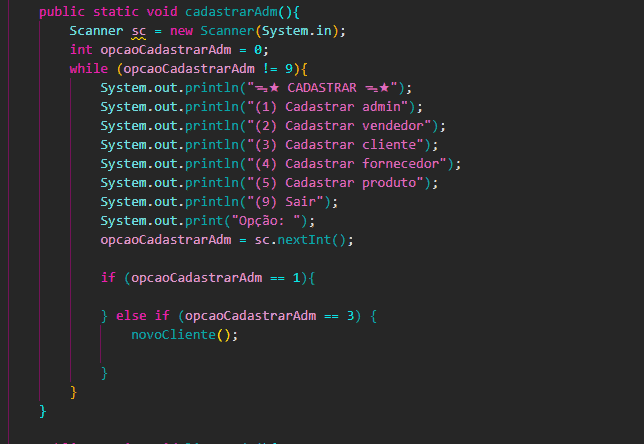 public static void cadastrarAdm(){
Scanner sc = new Scanner(System.in);
int opcaoCadastrarAdm = 0;
while (opcaoCadastrarAdm != 9){
System.out.println("ᯓ★ CADASTRAR ᯓ★");
System.out.println("(1) Cadastrar admin");
System.out.println("(2) Cadastrar vendedor");
System.out.println("(3) Cadastrar cliente");
System.out.println("(4) Cadastrar fornecedor");
System.out.println("(5) Cadastrar produto");
System.out.println("(9) Sair");
System.out.print("Opção: ");
opcaoCadastrarAdm = sc.nextInt();
if (opcaoCadastrarAdm == 1){
} else if (opcaoCadastrarAdm == 3) {
novoCliente();
}
}
}